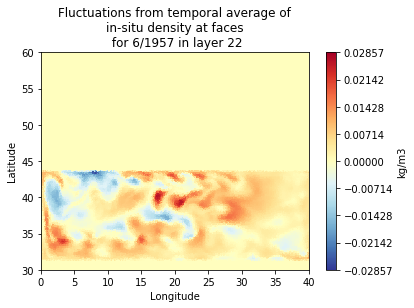 Fluctuations from temporal average of
in-situ density at faces
for 6/1957 in layer 22
60
55
50
45
40
35
30
Latitude
0 5 10 15 20 25 30 35 40
Longitude
0.02857
0.02142
0.01428
0.00714
0.00000
−0.00714
−0.01428
−0.02142
−0.02857
kg/m3